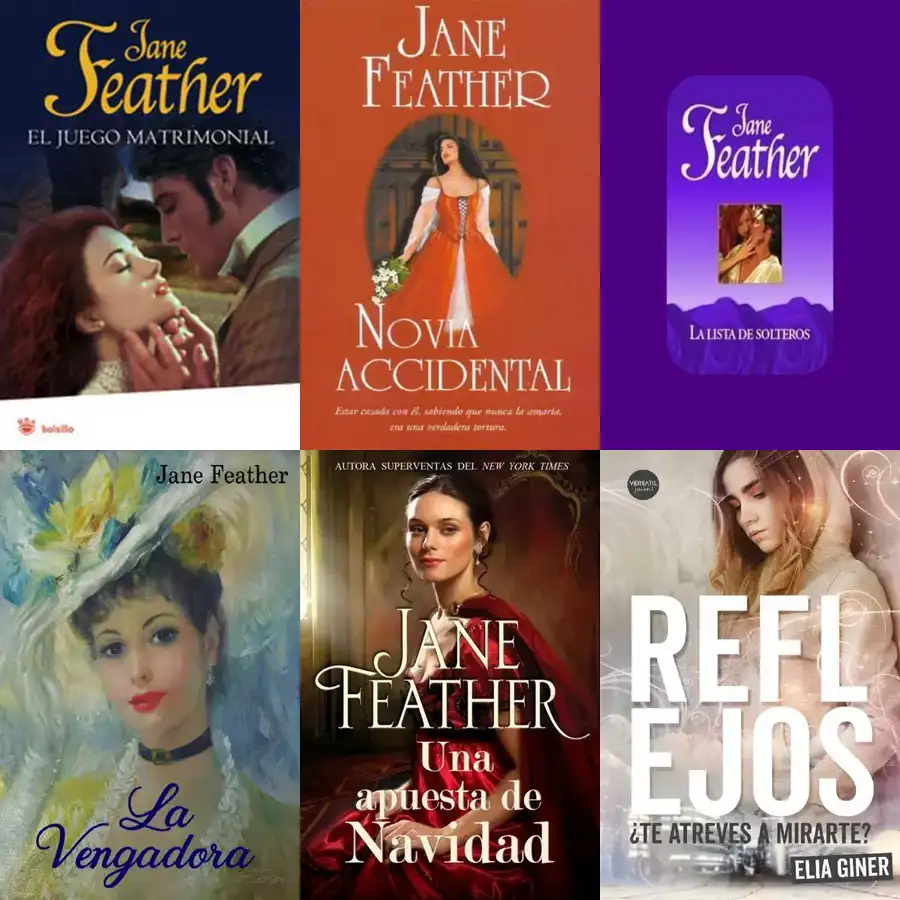 Jane
Feather
EL JUEGO MATRIMONIAL
bolsillo
JANE
FEATHER
NOVIA
ACCIDENTAL
Estar casada con él, sabiendo que nunca la amaría,
era una verdadera tortura.
Jane
Feather
LA LISTA DE SOLTEROS
Jane Feather
La
Vengadora
AUTORA SUPERVENTAS DEL NEW YORK TIMES
JANE
FEATHER
Una
apuesta de
Navidad
VERSATIL
juvenil
REFL
EJOS
¿TE ATREVES A MIRARTE?
ELIA GINER